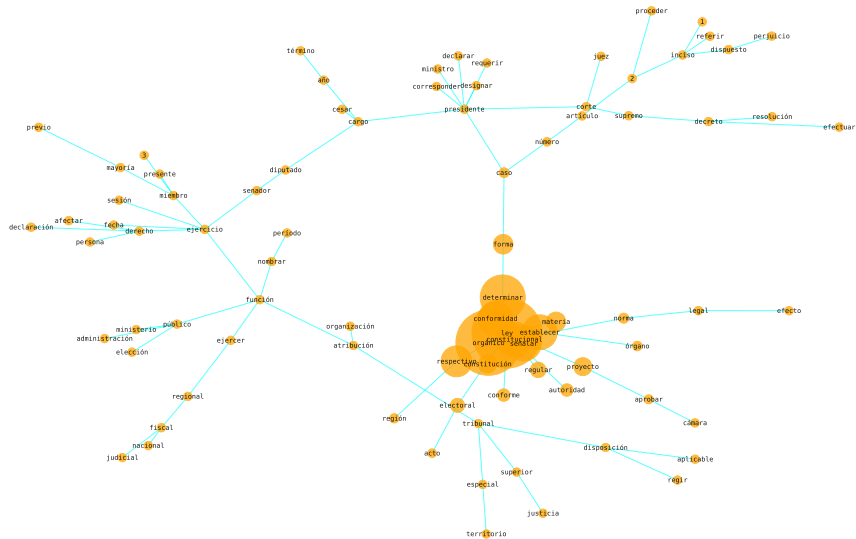 proceder
1
referir
perjuicio
término
dispuesto
declarar
inciso
juez
requerir
ministro
2
año
corresponder
designar
cesar
presidente
corte
artículo
supremo
resolución
cargo
decreto
efectuar
previo
número
3
mayoría
presente
diputado
caso
senador
miembro
sesión
afectar
fecha
declaración
derecho
ejercicio
persona
período
forma
nombrar
función
determinar
legal
efecto
conformidad
materia
norma
público
organización
ministerio
administración
ley
establecer
constitucional
ejercer
orgánico
señalar
atribución
órgano
elección
respectivo
constitución
regular
proyecto
autoridad
regional
conforme
aprobar
electoral
región
tribunal
cámara
fiscal
nacional
disposición
judicial
acto
aplicable
superior
regir
especial
justicia
territorio